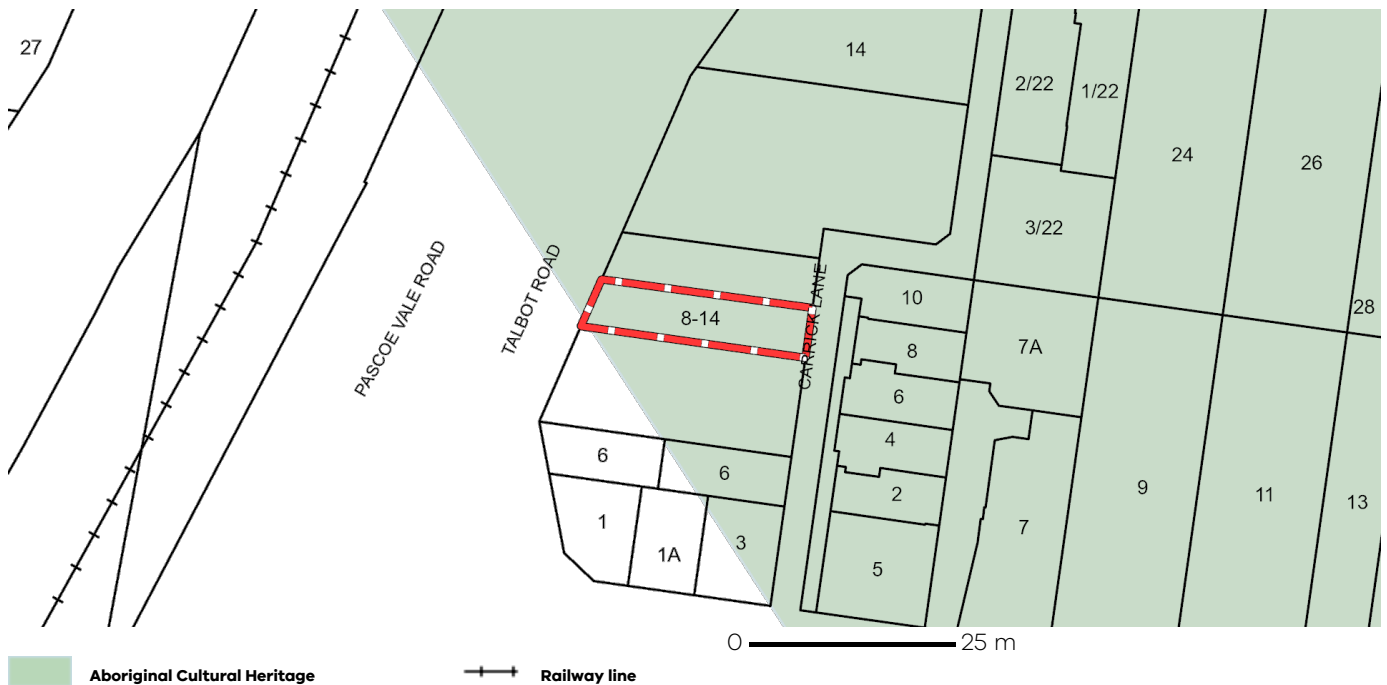 27
14
2/22
1/22
24
26
3/22
PASCOE VALE ROAD
TALBOT ROAD
CARRICK LANE
8-14
10
28
8
7A
6
4
6
6
2
9
11
13
1
1A
3
7
5
0 25 m
Aboriginal Cultural Heritage
Railway line